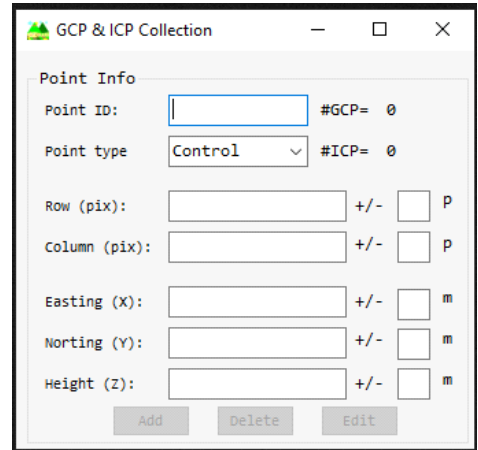 GCP & ICP Collection
Point Info
Point ID: #GCP= 0
Point type Control #ICP= 0
Row (pix): +/- p
Column (pix): +/- p
Easting (X): +/- m
Norting (Y): +/- m
Height (Z): +/- m
Add Delete Edit